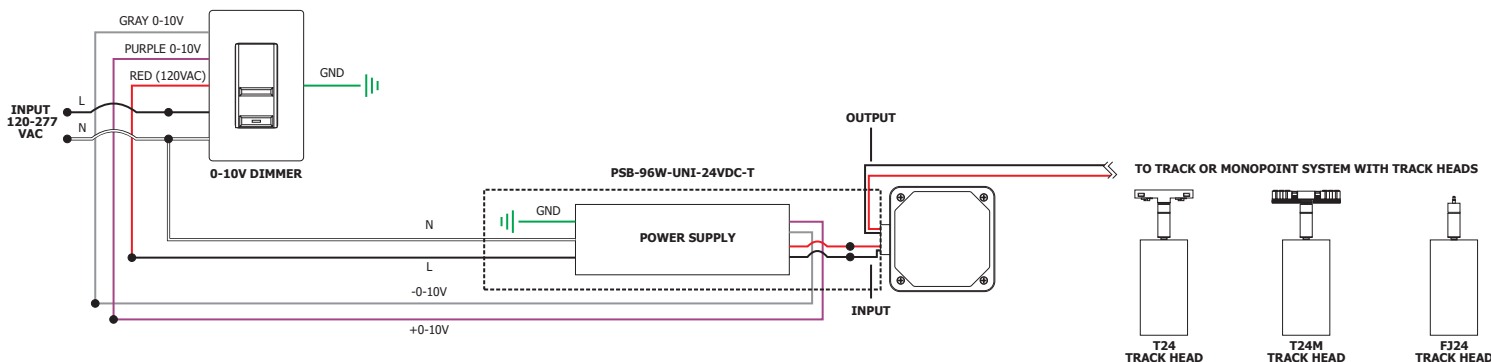 GRAY 0-10V
PURPLE 0-10V
RED (120VAC)
GND
L
INPUT
120-277
VAC
N
0-10V DIMMER
OUTPUT
PSB-96W-UNI-24VDC-T
TO TRACK OR MONOPOINT SYSTEM WITH TRACK HEADS
GND
N
POWER SUPPLY
L
-0-10V
INPUT
+0-10V
T24
TRACK HEAD
T24M
TRACK HEAD
FJ24
TRACK HEAD